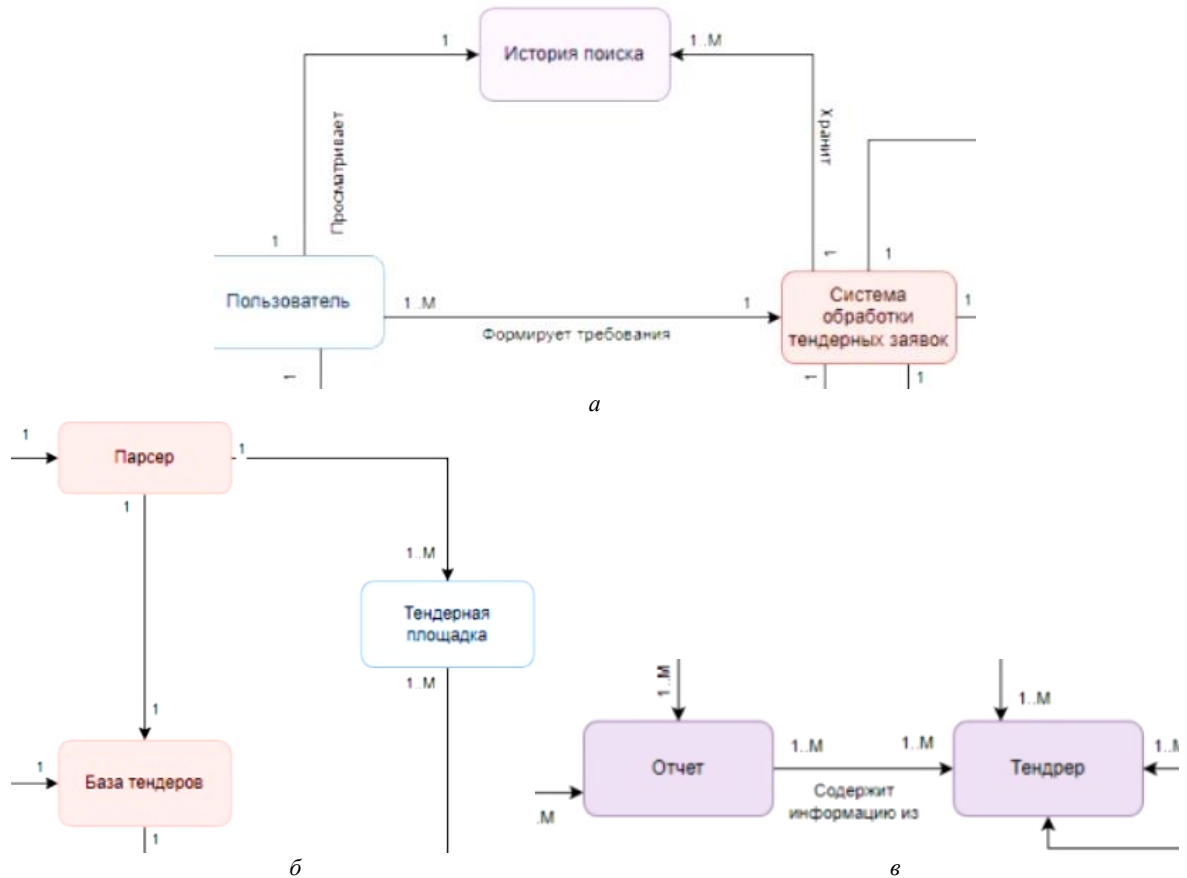 1
История поиска
1..М
Просматривает
Хранит
1
1
1
Пользователь
1..М
Формирует требования
1
Система
обработки
тендерных заявок
1
1
1
1
а
1
Парсер
1
1
1..М
Тендерная
площадка
1..М
1
1
База тендеров
1
б
1..М
1..М
Отчет
1..М
1..М
Содержит
информацию из
Тендрер
1..М
.М
в